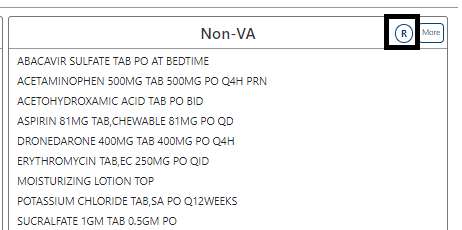 Non-VA
R
More
ABACAVIR SULFATE TAB PO AT BEDTIME
ACETAMINOPHEN 500MG TAB 500MG PO Q4H PRN
ACETOHYDROXAMIC ACID TAB PO BID
ASPIRIN 81MG TAB,CHEWABLE 81MG PO QD
DRONEDARONE 400MG TAB 400MG PO Q4H
ERYTHROMYCIN TAB,EC 250MG PO QID
MOISTURIZING LOTION TOP
POTASSIUM CHLORIDE TAB,SA PO Q12WEEKS
SUCRALFATE 1GM TAB 0.5GM PO